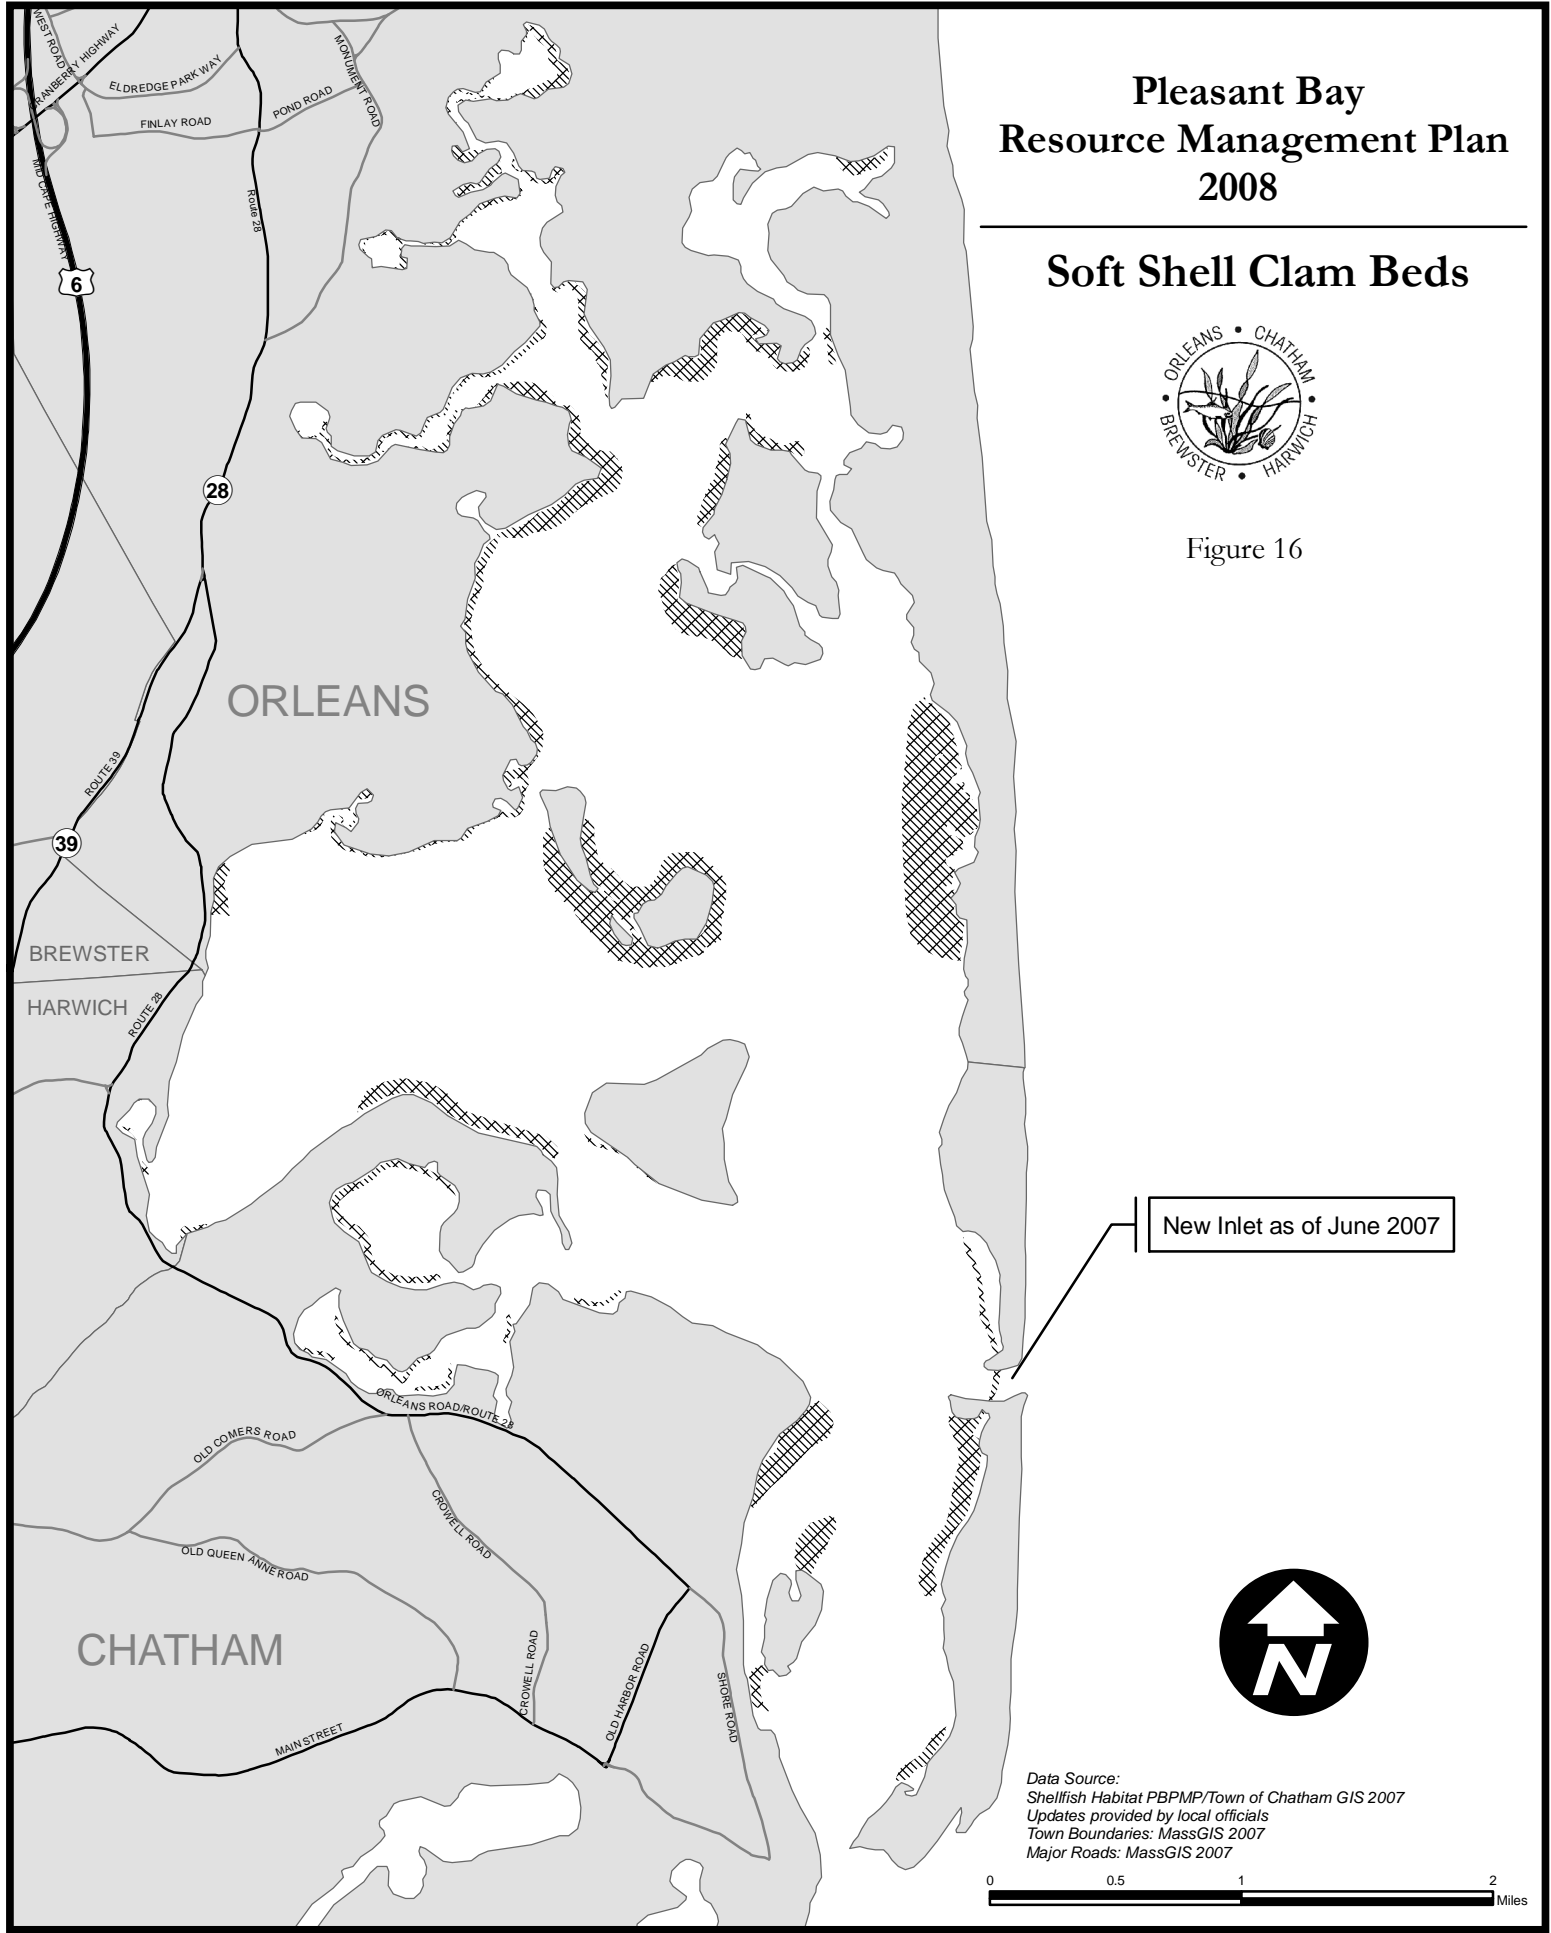 Pleasant Bay
Resource Management Plan
2008
Soft Shell Clam Beds
ORLEANS • CHATHAM • HARWICH • BREWSTER •
Figure 16
WEST ROAD
CRANBERRY HIGHWAY
ELDREDGE PARK WAY
MONUMENT ROAD
POND ROAD
FINLAY ROAD
MID CAPE HIGHWAY
Route 28
6
28
ORLEANS
ROUTE 39
39
BREWSTER
HARWICH
ROUTE 28
New Inlet as of June 2007
ORLEANS ROAD/ROUTE 28
OLD COMERS ROAD
CROWELL ROAD
OLD QUEEN ANNE ROAD
CHATHAM
CROWELL ROAD
OLD HARBOR ROAD
SHORE ROAD
MAIN STREET
N
Data Source:
Shellfish Habitat PBPMP/Town of Chatham GIS 2007
Updates provided by local officials
Town Boundaries: MassGIS 2007
Major Roads: MassGIS 2007
0 0.5 1 2
Miles